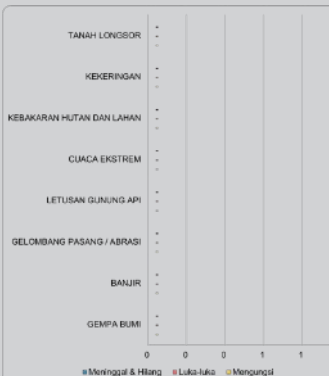 TANAH LONGSOR
-
-
-
KEKERINGAN
-
-
-
KEBAKARAN HUTAN DAN LAHAN
-
-
-
CUACA EKSTREM
-
-
-
LETUSAN GUNUNG API
-
-
-
GELOMBANG PASANG / ABRASI
-
-
-
BANJIR
-
-
-
GEMPA BUMI
-
-
-
0 0 0 1 1
Meninggal & Hilang Luka-luka Mengungsi